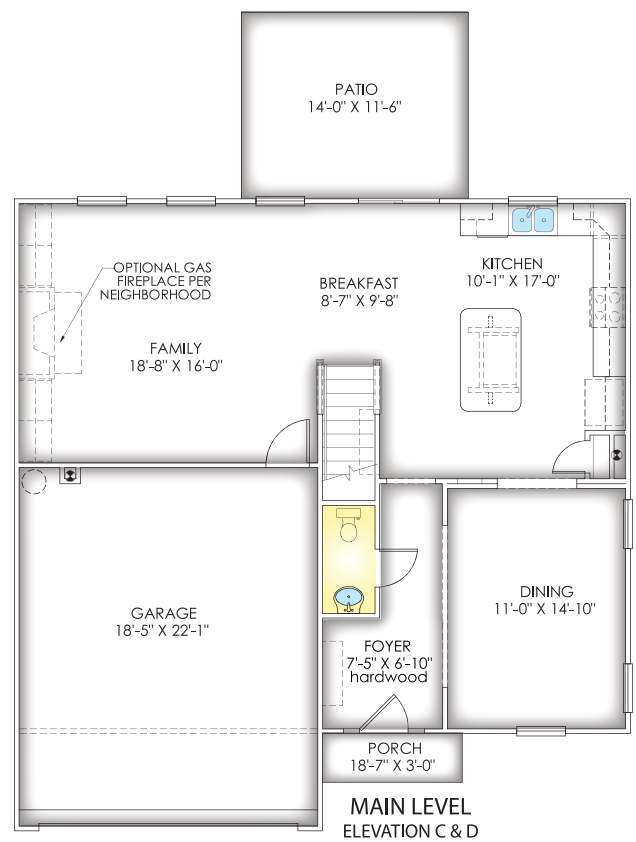 PATIO
14'-0" X 11'-6"
OPTIONAL GAS
FIREPLACE PER
NEIGHBORHOOD
BREAKFAST
8'-7" X 9'-8"
KITCHEN
10'-1" X 17'-0"
FAMILY
18'-8" X 16'-0"
GARAGE
18'-5" X 22'-1"
DINING
11'-0" X 14'-10"
FOYER
7'-5" X 6'-10"
hardwood
PORCH
18'-7" X 3'-0"
MAIN LEVEL
ELEVATION C & D